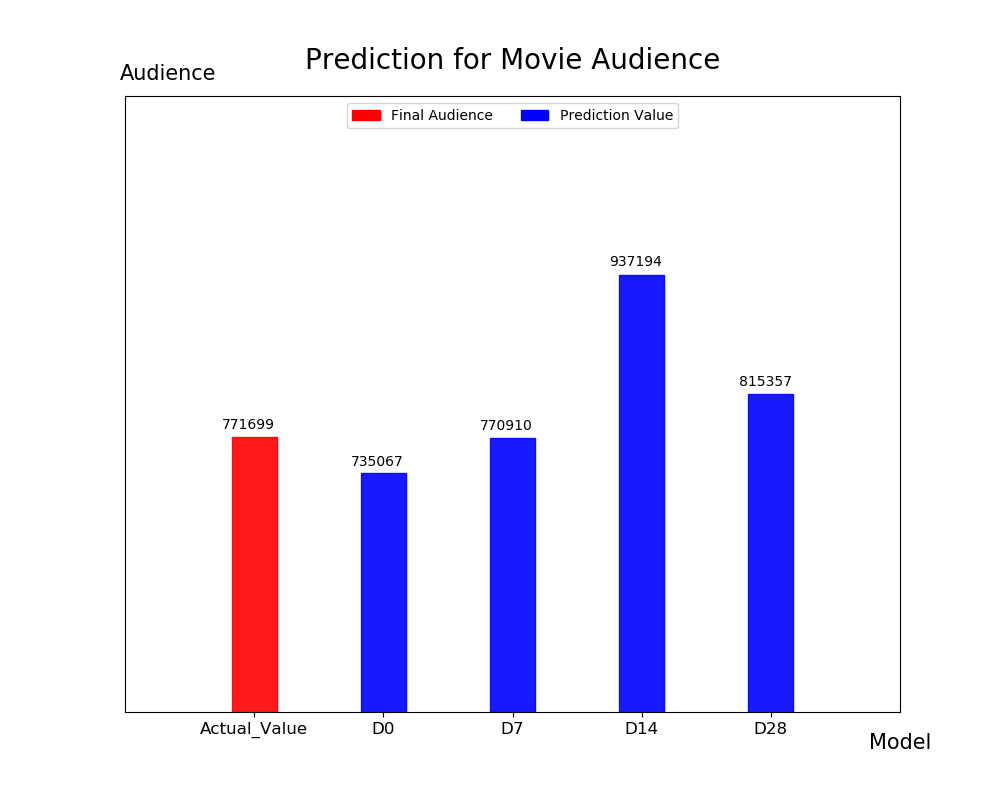 Prediction for Movie Audience
Audience
Final Audience
Prediction Value
937194
815357
771699
770910
735067
Actual_Value
D0
D7
D14
D28
Model